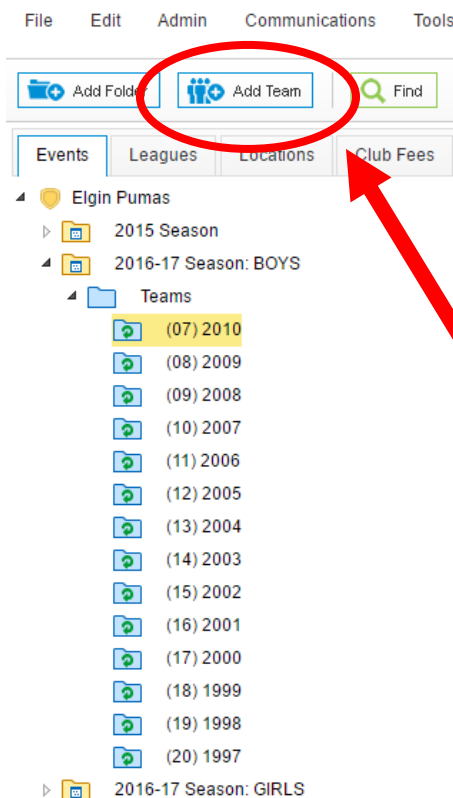 File Edit Admin Communications Tools
Add Folder Add Team Find
Events Leagues Locations Club Fees
Elgin Pumas
2015 Season
2016-17 Season: BOYS
Teams
(07) 2010
(08) 2009
(09) 2008
(10) 2007
(11) 2006
(12) 2005
(13) 2004
(14) 2003
(15) 2002
(16) 2001
(17) 2000
(18) 1999
(19) 1998
(20) 1997
2016-17 Season: GIRLS